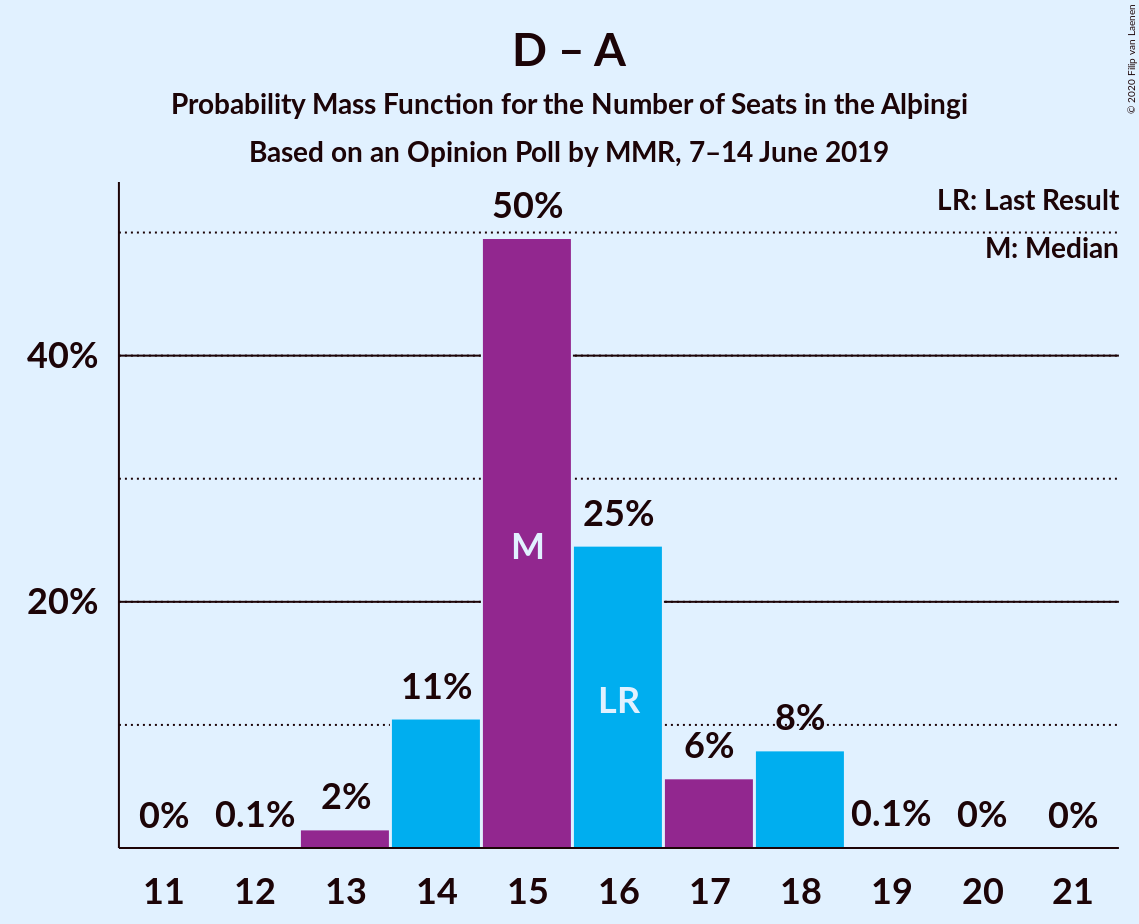 D – A
Probability Mass Function for the Number of Seats in the Alþingi
Based on an Opinion Poll by MMR, 7–14 June 2019
© 2020 Filip van Laenen
LR: Last Result
M: Median
50%
40%
25%
M
20%
11%
LR
8%
6%
2%
0%
0.1%
0.1%
0%
0%
11 12 13 14 15 16 17 18 19 20 21